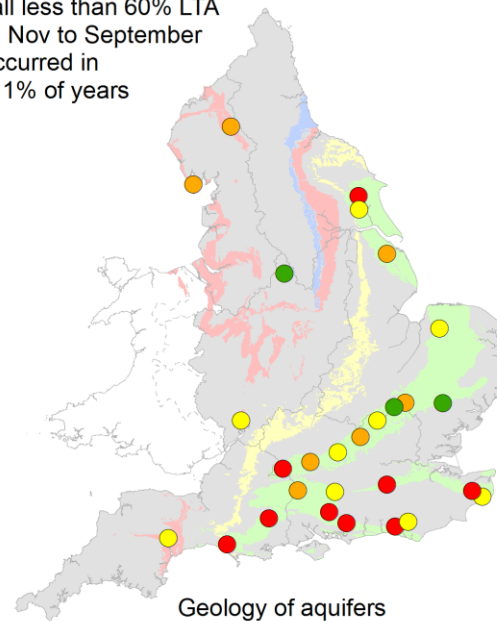 all less than 60% LTA
Nov to September
ccurred in
1% of years
Geology of aquifers